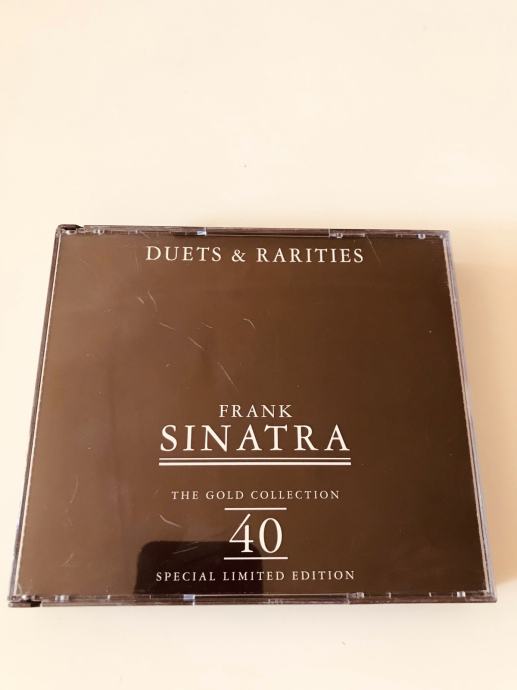 DUETS & RARITIES
FRANK
SINATRA
THE GOLD COLLECTION
40
SPECIAL LIMITED EDITION